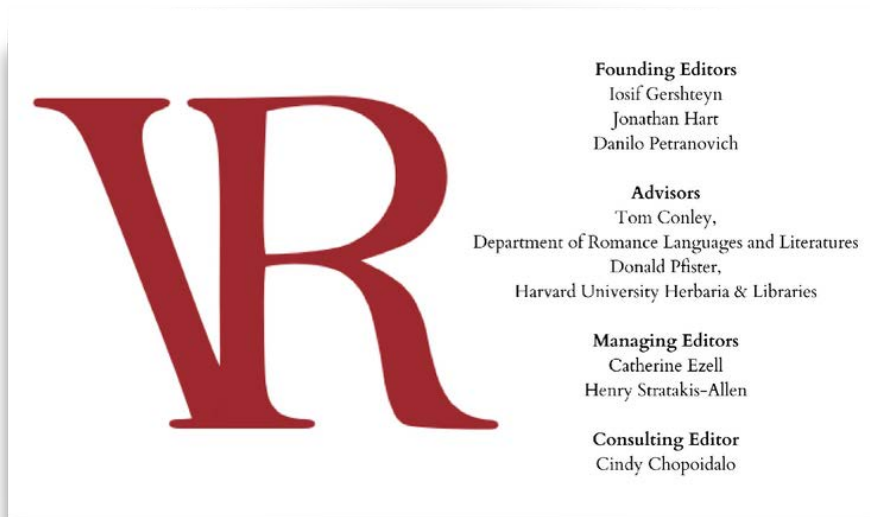 VR
Founding Editors
Iosif Gershteyn
Jonathan Hart
Danilo Petranovich
Advisors
Tom Conley,
Department of Romance Languages and Literatures
Donald Pfister,
Harvard University Herbaria & Libraries
Managing Editors
Catherine Ezell
Henry Stratakis-Allen
Consulting Editor
Cindy Chopoidalo